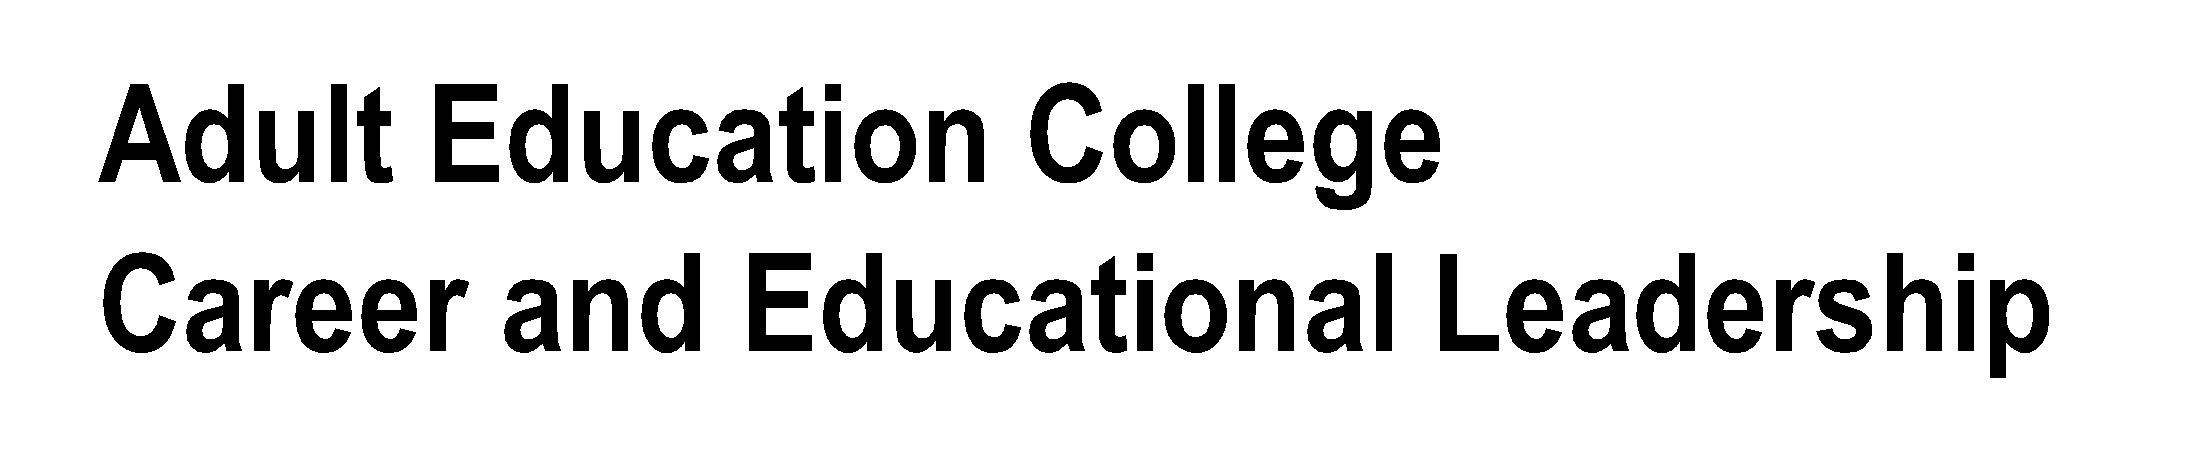 Adult Education College
Career and Educational Leadership